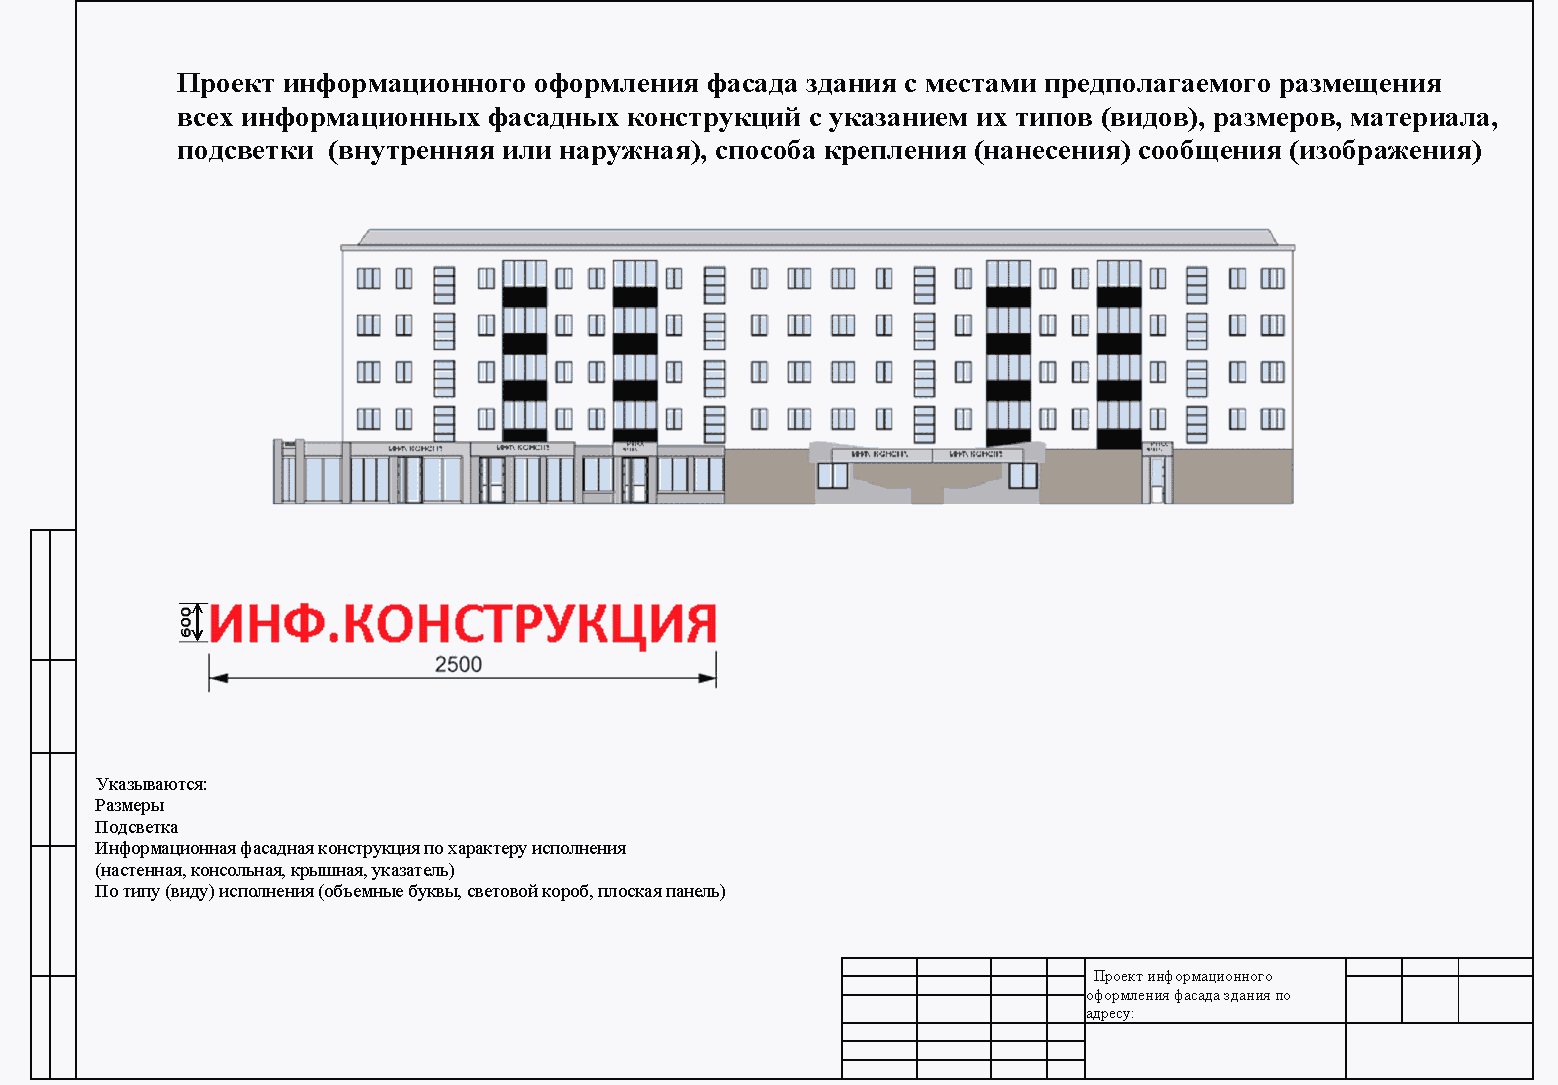 Проект информационного оформления фасада здания с местами предполагаемого размещения
всех информационных фасадных конструкций с указанием их типов (видов), размеров, материала,
подсветки (внутренняя или наружная), способа крепления (нанесения) сообщения (изображения)
600
ИНФ.КОНСТРУКЦИЯ
2500
Указываются:
Размеры
Подсветка
Информационная фасадная конструкция по характеру исполнения
(настенная, консольная, крышная, указатель)
По типу (виду) исполнения (объемные буквы, световой короб, плоская панель)
Проект информационного
оформления фасада здания по
адресу: